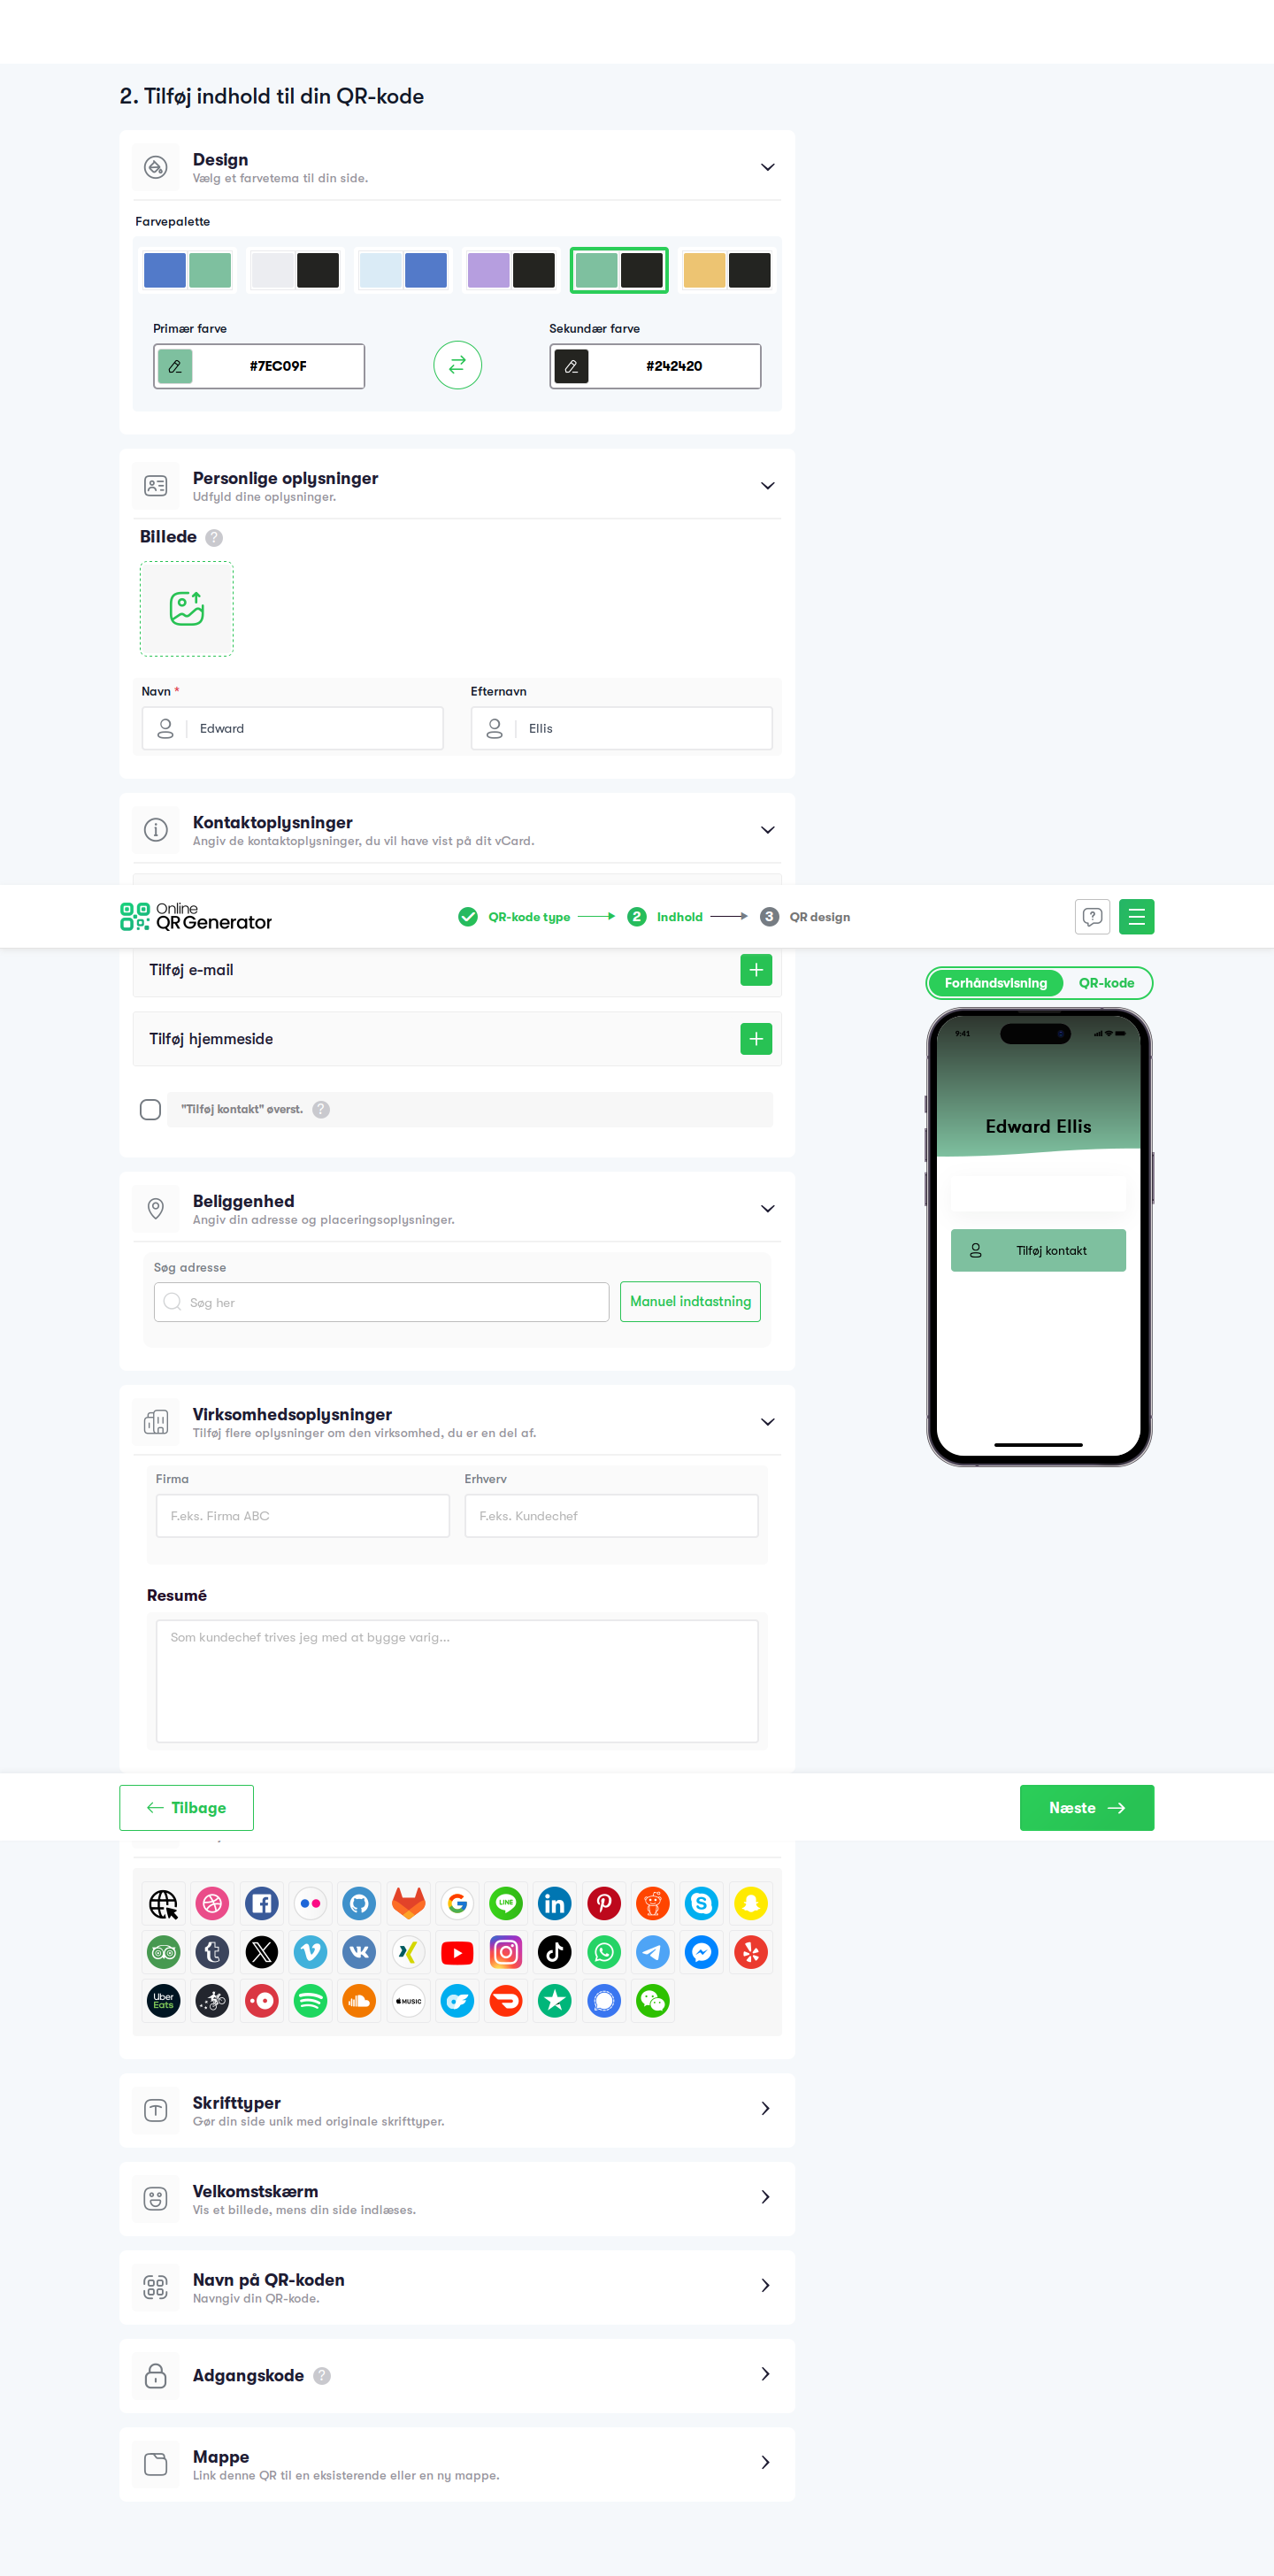 2. Tilføj indhold til din QR-kode
Design
Vælg et farvetema til din side.
Farvepalette
Primær farve
Sekundær farve
#7EC09F
#242420
Personlige oplysninger
Udfyld dine oplysninger.
Billede ?
Navn *
Efternavn
Edward
Ellis
Kontaktoplysninger
Angiv de kontaktoplysninger, du vil have vist på dit vCard.
Online
QR Generator
QR-kode type
2 Indhold
3 QR design
?
Tilføj e-mail
Forhåndsvisning
QR-kode
9:41
Tilføj hjemmeside
"Tilføj kontakt" øverst. ?
Edward Ellis
Tilføj kontakt
Beliggenhed
Angiv din adresse og placeringsoplysninger.
Søg adresse
Søg her
Manuel indtastning
Virksomhedsoplysninger
Tilføj flere oplysninger om den virksomhed, du er en del af.
Firma
Erhverv
F.eks. Firma ABC
F.eks. Kundechef
Resumé
Som kundechef trives jeg med at bygge varig...
Tilbage
Næste
LINE
in
Uber
Eats
MUSIC
Skrifttyper
Gør din side unik med originale skrifttyper.
Velkomstskærm
Vis et billede, mens din side indlæses.
Navn på QR-koden
Navngiv din QR-kode.
Adgangskode ?
Mappe
Link denne QR til en eksisterende eller en ny mappe.